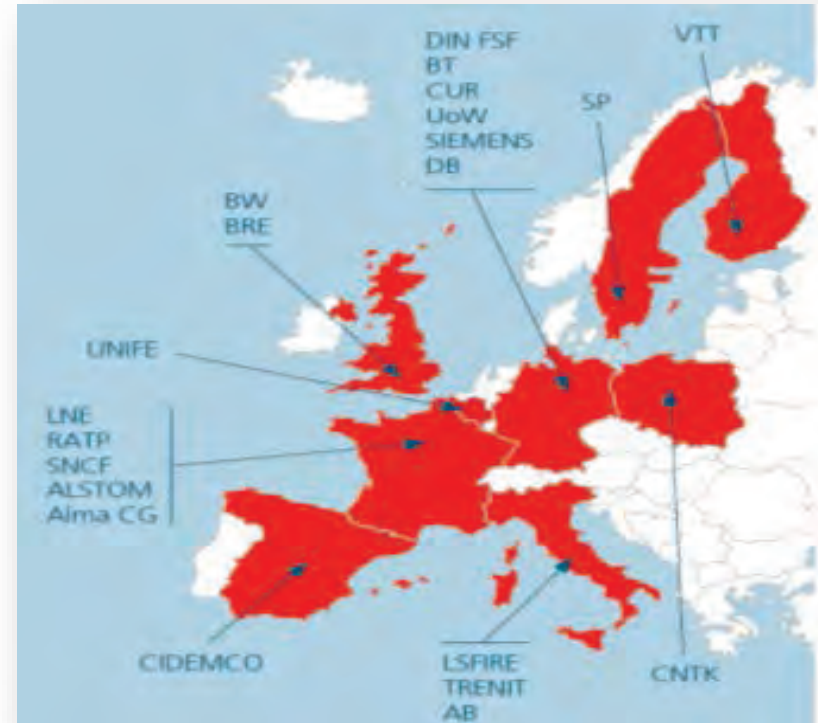 DIN FSF
BT
CUR
UoW
SIEMENS
DB
VTT
SP
BW
BRE
UNIFE
LNE
RATP
SNCF
ALSTOM
Alma CG
CIDEMCO
LSFIRE
TRENIT
AB
CNTK